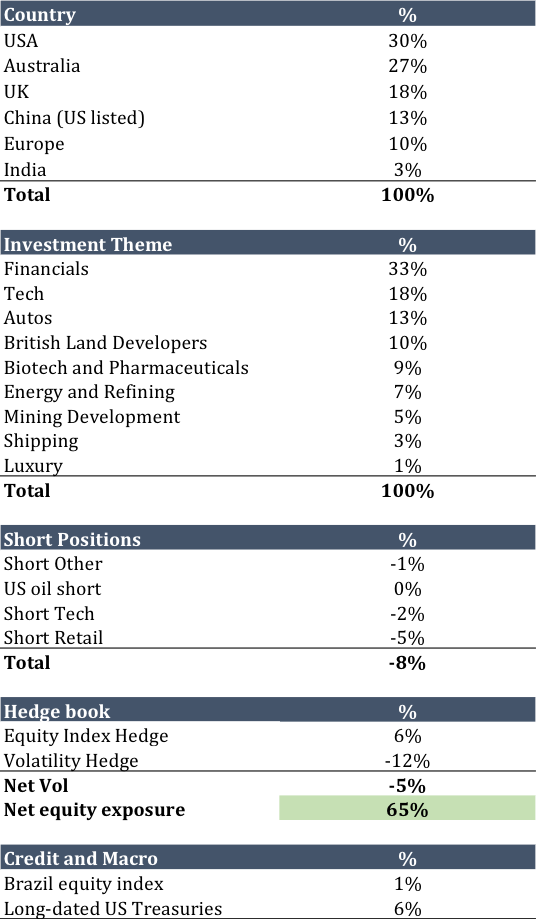 Country %
USA 30%
Australia 27%
UK 18%
China (US listed) 13%
Europe 10%
India 3%
Total 100%
Investment Theme %
Financials 33%
Tech 18%
Autos 13%
British Land Developers 10%
Biotech and Pharmaceuticals 9%
Energy and Refining 7%
Mining Development 5%
Shipping 3%
Luxury 1%
Total 100%
Short Positions %
Short Other -1%
US oil short 0%
Short Tech -2%
Short Retail -5%
Total -8%
Hedge book %
Equity Index Hedge 6%
Volatility Hedge -12%
Net Vol -5%
Net equity exposure 65%
Credit and Macro %
Brazil equity index 1%
Long-dated US Treasuries 6%